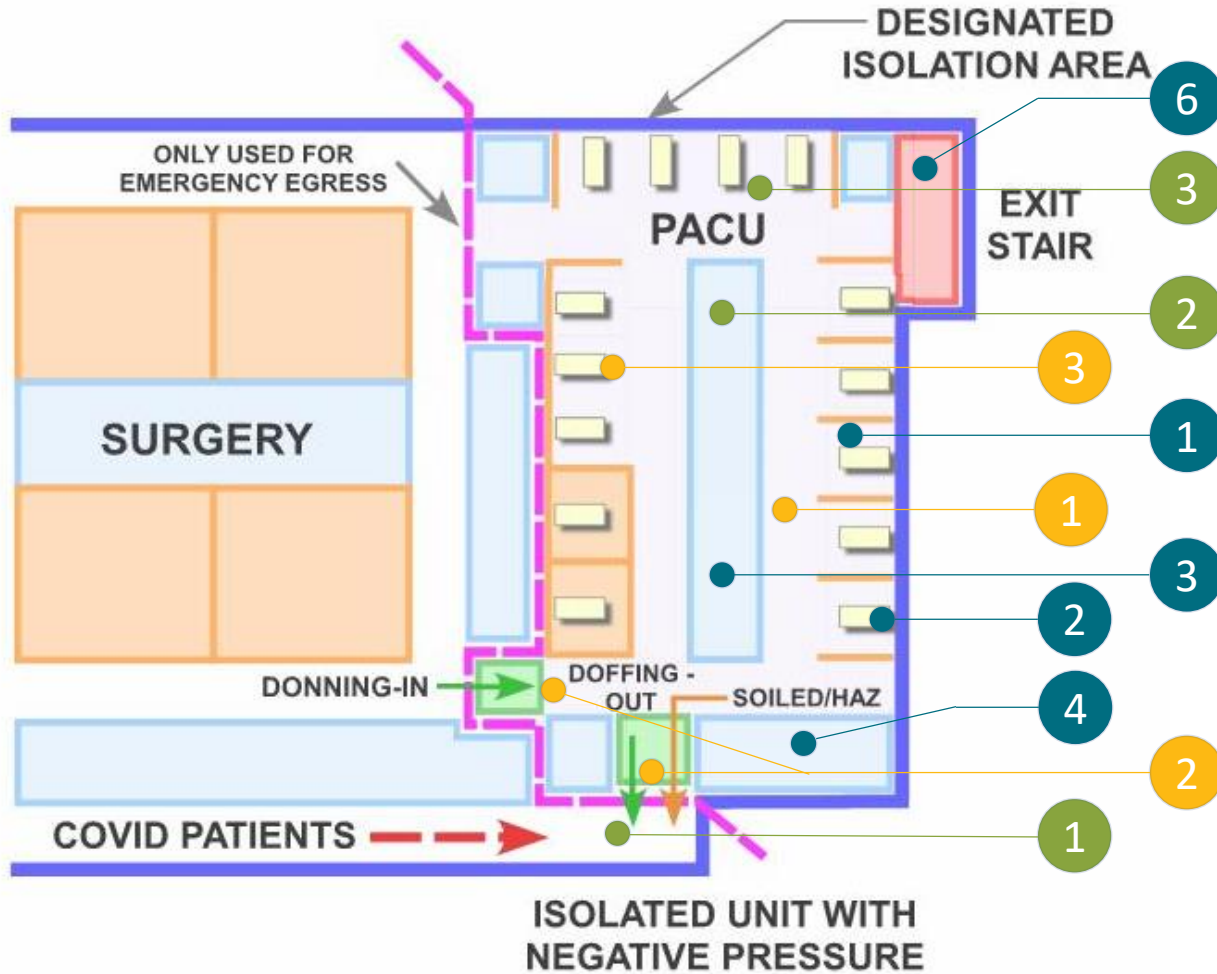 DESIGNATED
ISOLATION AREA
6
ONLY USED FOR
EMERGENCY EGRESS
3
PACU
EXIT
STAIR
2
3
SURGERY
1
1
3
2
DONNING-IN
DOFFING -
OUT
SOILED/HAZ
4
2
COVID PATIENTS
1
ISOLATED UNIT WITH
NEGATIVE PRESSURE